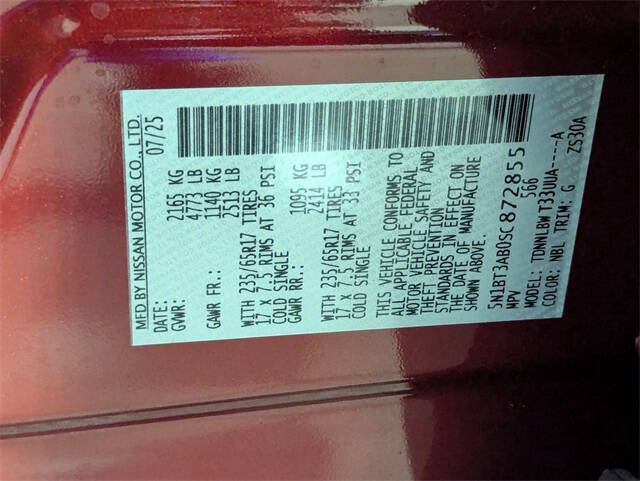 MFD BY NISSAN MOTOR CO., LTD.
DATE: 07/25
GVWR: 2165 KG
4773 LB
GAWR FR.: 1140 KG
2513 LB
WITH 235/65R17 TIRES
17 X 7.5 RIMS AT 36 PSI
COLD SINGLE
GAWR RR.: 1095 KG
2414 LB
WITH 235/65R17 TIRES
17 X 7.5 RIMS AT 33 PSI
COLD SINGLE
THIS VEHICLE CONFORMS TO
ALL APPLICABLE FEDERAL
MOTOR VEHICLE SAFETY AND
THEFT PREVENTION
STANDARDS IN EFFECT ON
THE DATE OF MANUFACTURE
SHOWN ABOVE.
5N1BT3AB0SC872855
MPV 566
MODEL: TDWNLBW T33UUA----A
COLOR: NBL TRIM: G ZS30A